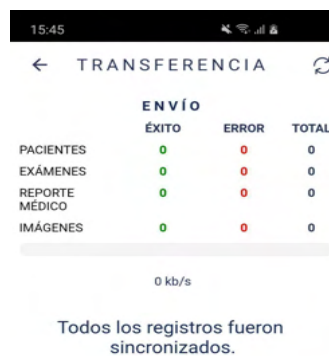 15:45
TRANSFERENCIA
ENVÍO
ÉXITO ERROR TOTAL
PACIENTES 0 0 0
EXÁMENES 0 0 0
REPORTE
MÉDICO 0 0 0
IMÁGENES 0 0 0
0 kb/s
Todos los registros fueron
sincronizados.